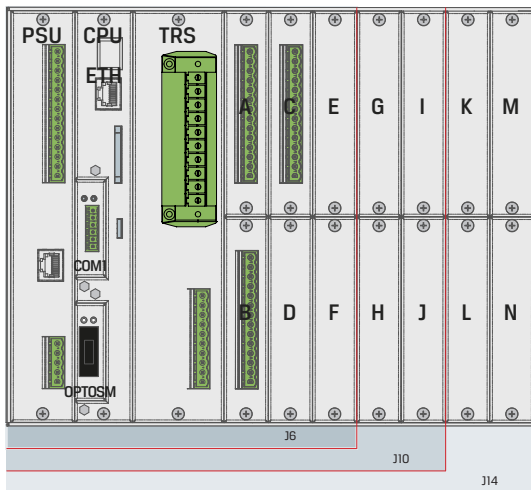 PSU CPU TRS
ETH
A C E G I K M
COM1
B D F H J L N
OPTOSM
J6
J10
J14